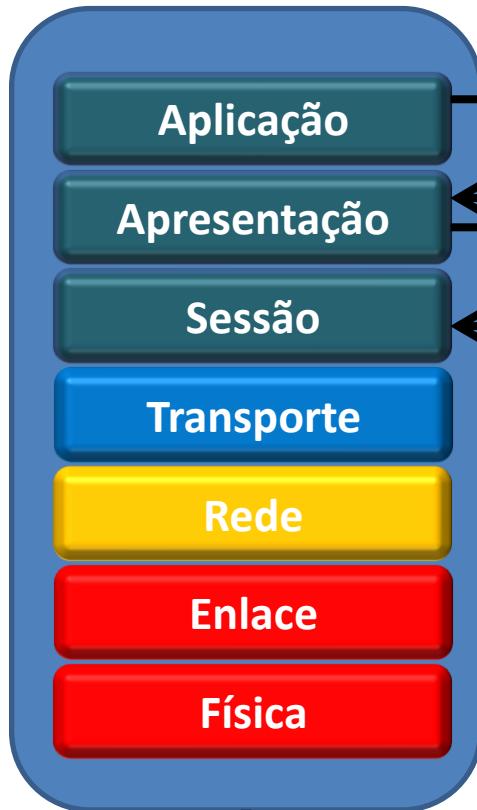 Aplicação
Apresentação
Sessão
Transporte
Rede
Enlace
Física